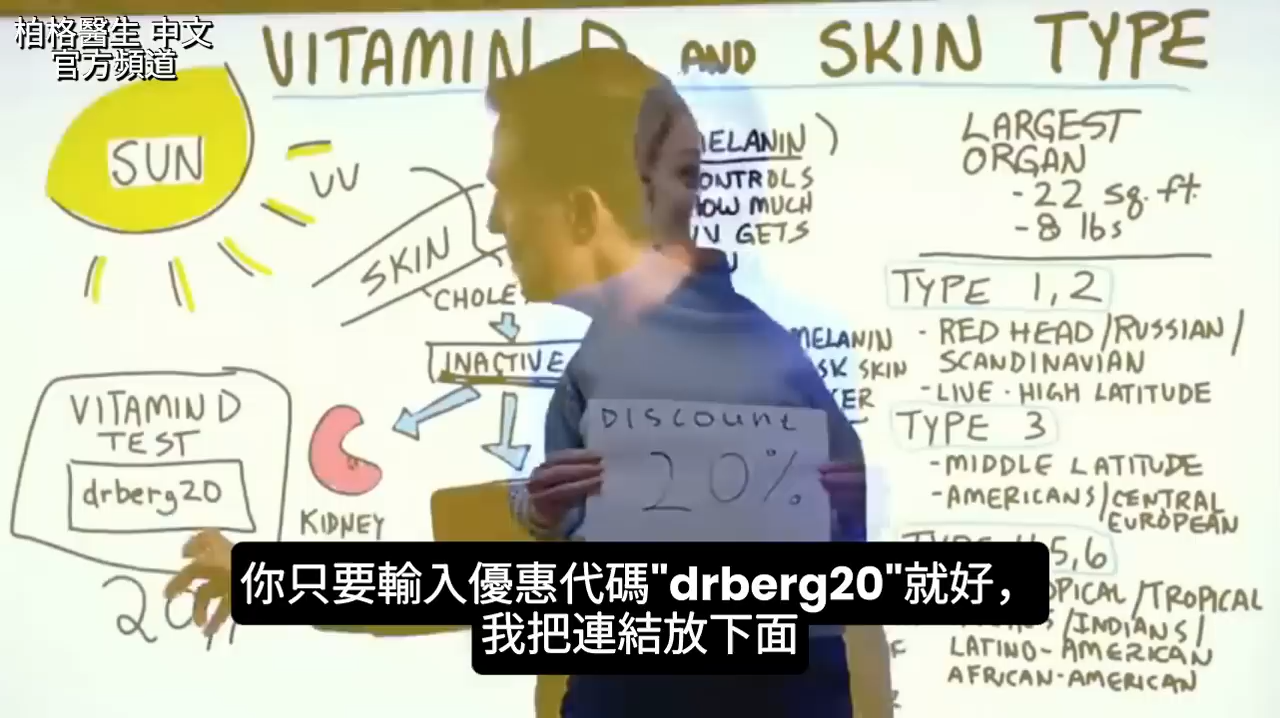 柏格醫生 中文
官方頻道
VITAMIN D AND SKIN TYPE
SUN
UV
SKIN
INACTIVE
KIDNEY
VITAMIN D
TEST
drberg20
MELANIN)
CONTROLS
HOW MUCH
UV GETS
MELANIN
SKIN
DISCOUNT
20%
LARGEST
ORGAN
-22 sq. ft.
-8 lbs
TYPE 1,2
- RED HEAD/RUSSIAN/
SCANDINAVIAN
-LIVE · HIGH LATITUDE
TYPE 3
-MIDDLE LATITUDE
-AMERICANS/CENTRAL
EUROPEAN
5,6
/TROPICAL
/INDIANS/
LATINO-AMERICAN
AFRICAN-AMERICAN
你只要輸入優惠代碼"drberg20"就好，
我把連結放下面